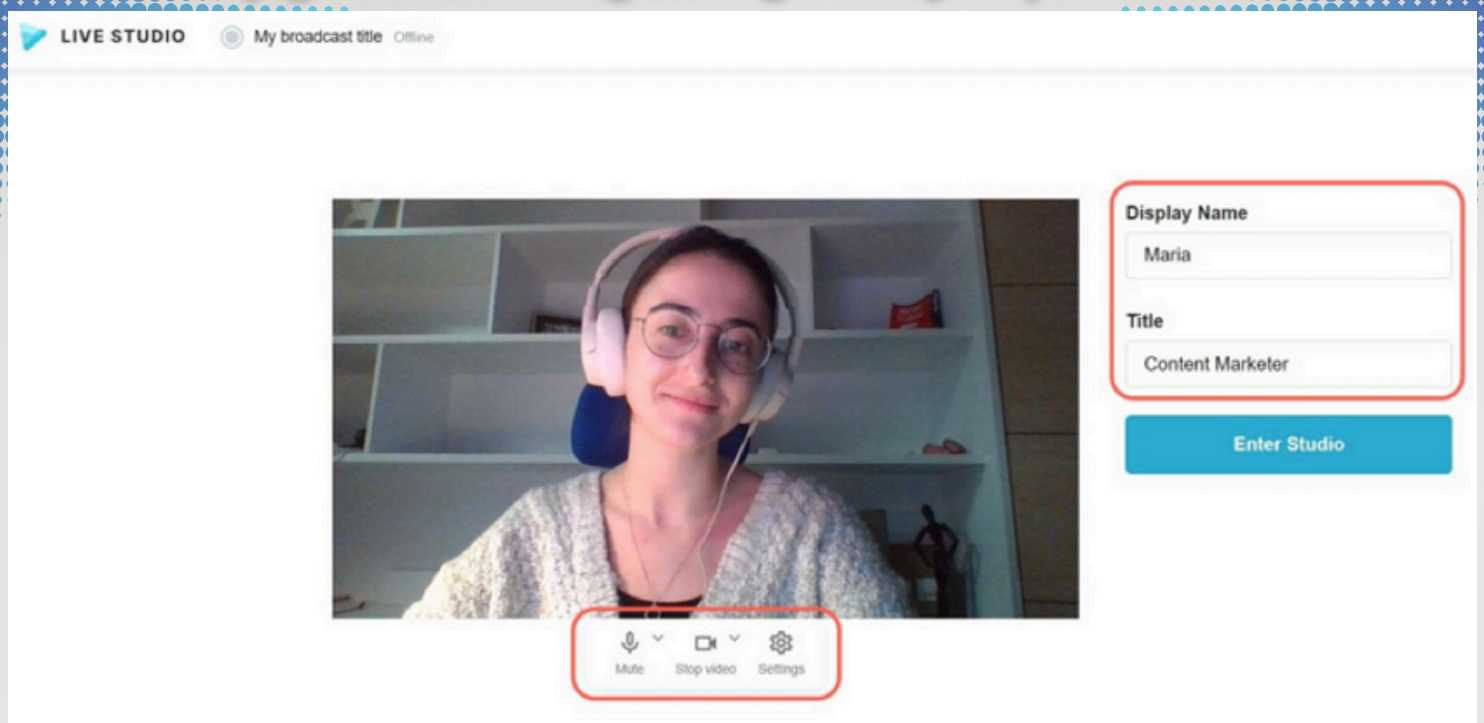 LIVE STUDIO My broadcast title Offline
Display Name
Maria
Title
Content Marketer
Enter Studio
Mute Stop video Settings